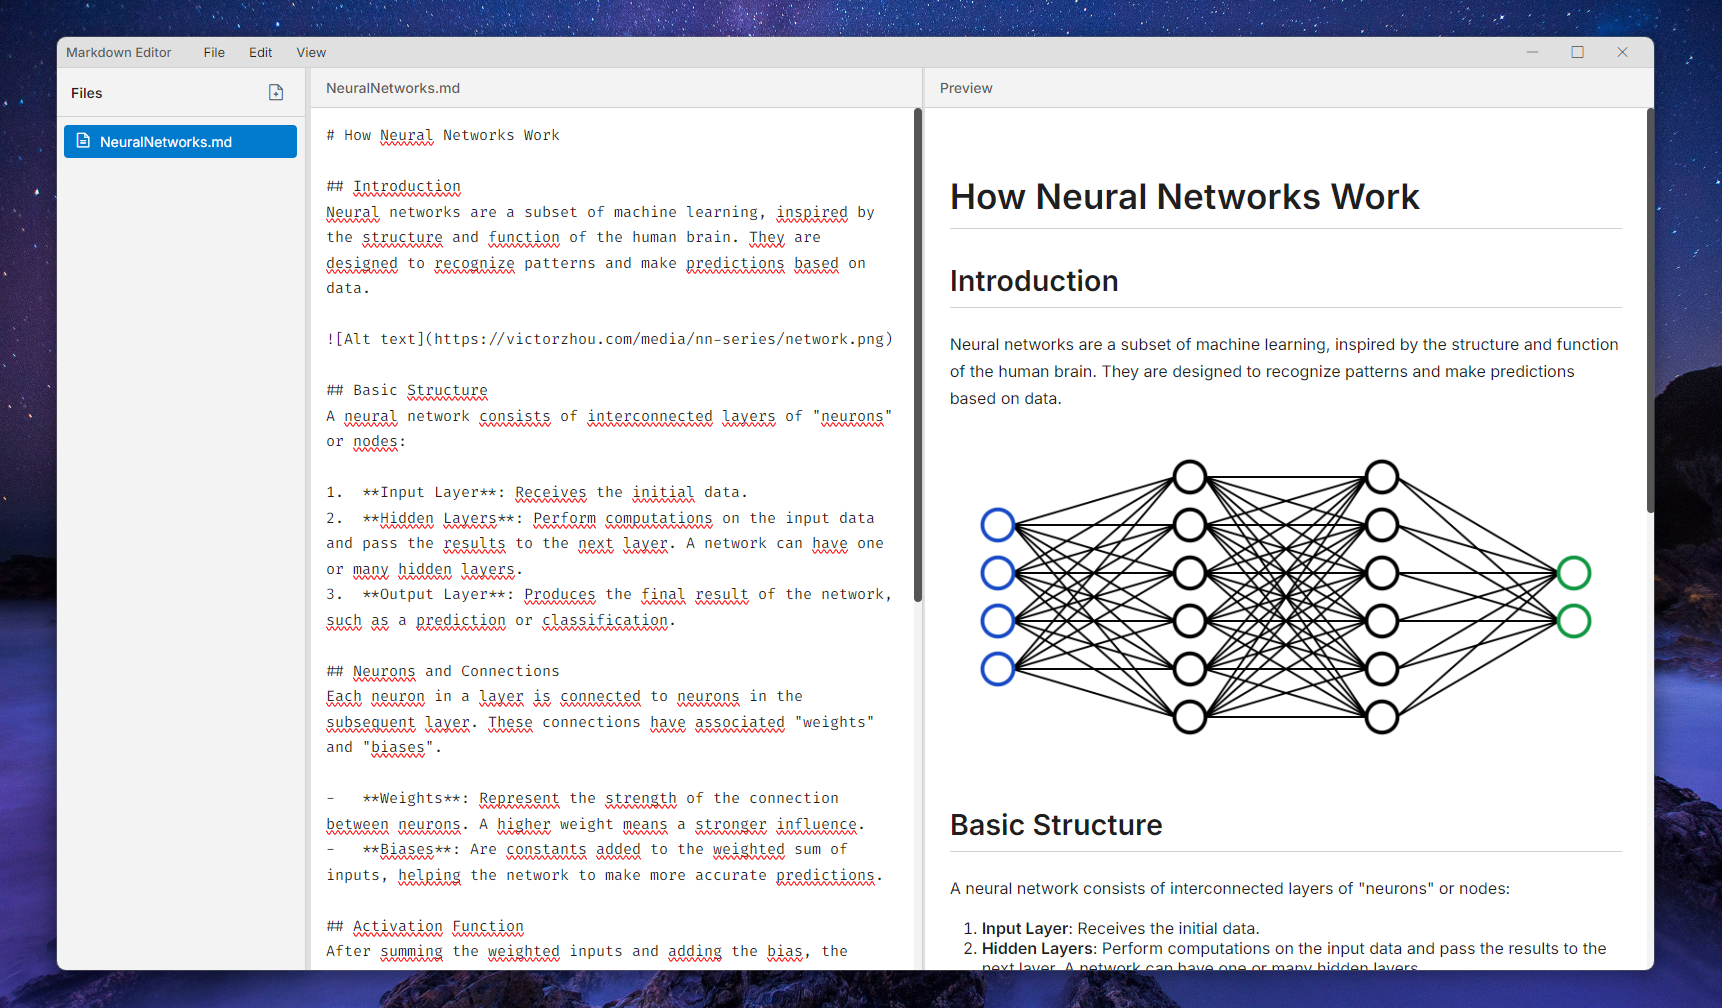 Markdown Editor File Edit View
Files
NeuralNetworks.md
NeuralNetworks.md
# How Neural Networks Work
## Introduction
Neural networks are a subset of machine learning, inspired by
the structure and function of the human brain. They are
designed to recognize patterns and make predictions based on
data.
![Alt text](https://victorzhou.com/media/nn-series/network.png)
## Basic Structure
A neural network consists of interconnected layers of "neurons"
or nodes:
1. **Input Layer**: Receives the initial data.
2. **Hidden Layers**: Perform computations on the input data
and pass the results to the next layer. A network can have one
or many hidden layers.
3. **Output Layer**: Produces the final result of the network,
such as a prediction or classification.
## Neurons and Connections
Each neuron in a layer is connected to neurons in the
subsequent layer. These connections have associated "weights"
and "biases".
- **Weights**: Represent the strength of the connection
between neurons. A higher weight means a stronger influence.
- **Biases**: Are constants added to the weighted sum of
inputs, helping the network to make more accurate predictions.
## Activation Function
After summing the weighted inputs and adding the bias, the
Preview
How Neural Networks Work
Introduction
Neural networks are a subset of machine learning, inspired by the structure and function
of the human brain. They are designed to recognize patterns and make predictions
based on data.
Basic Structure
A neural network consists of interconnected layers of "neurons" or nodes:
1. Input Layer: Receives the initial data.
2. Hidden Layers: Perform computations on the input data and pass the results to the
next layer. A network can have one or many hidden layers.